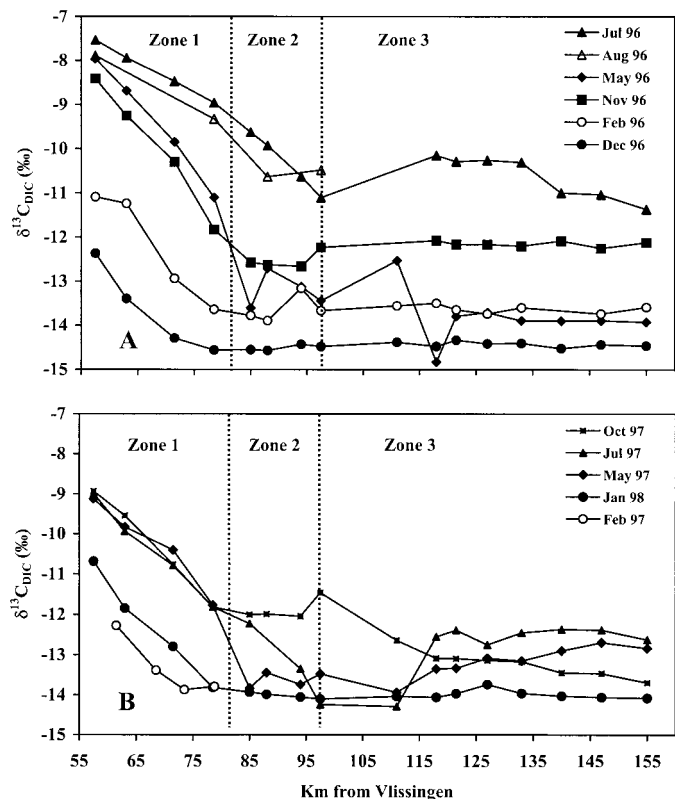 -7
-8
-9
-10
-11
-12
-13
-14
-15
δ¹³C_DIC (‰)
Zone 1
Zone 2
Zone 3
Jul 96
Aug 96
May 96
Nov 96
Feb 96
Dec 96
A
-7
-8
-9
-10
-11
-12
-13
-14
-15
δ¹³C_DIC (‰)
Zone 1
Zone 2
Zone 3
Oct 97
Jul 97
May 97
Jan 98
Feb 97
B
55 65 75 85 95 105 115 125 135 145 155
Km from Vlissingen